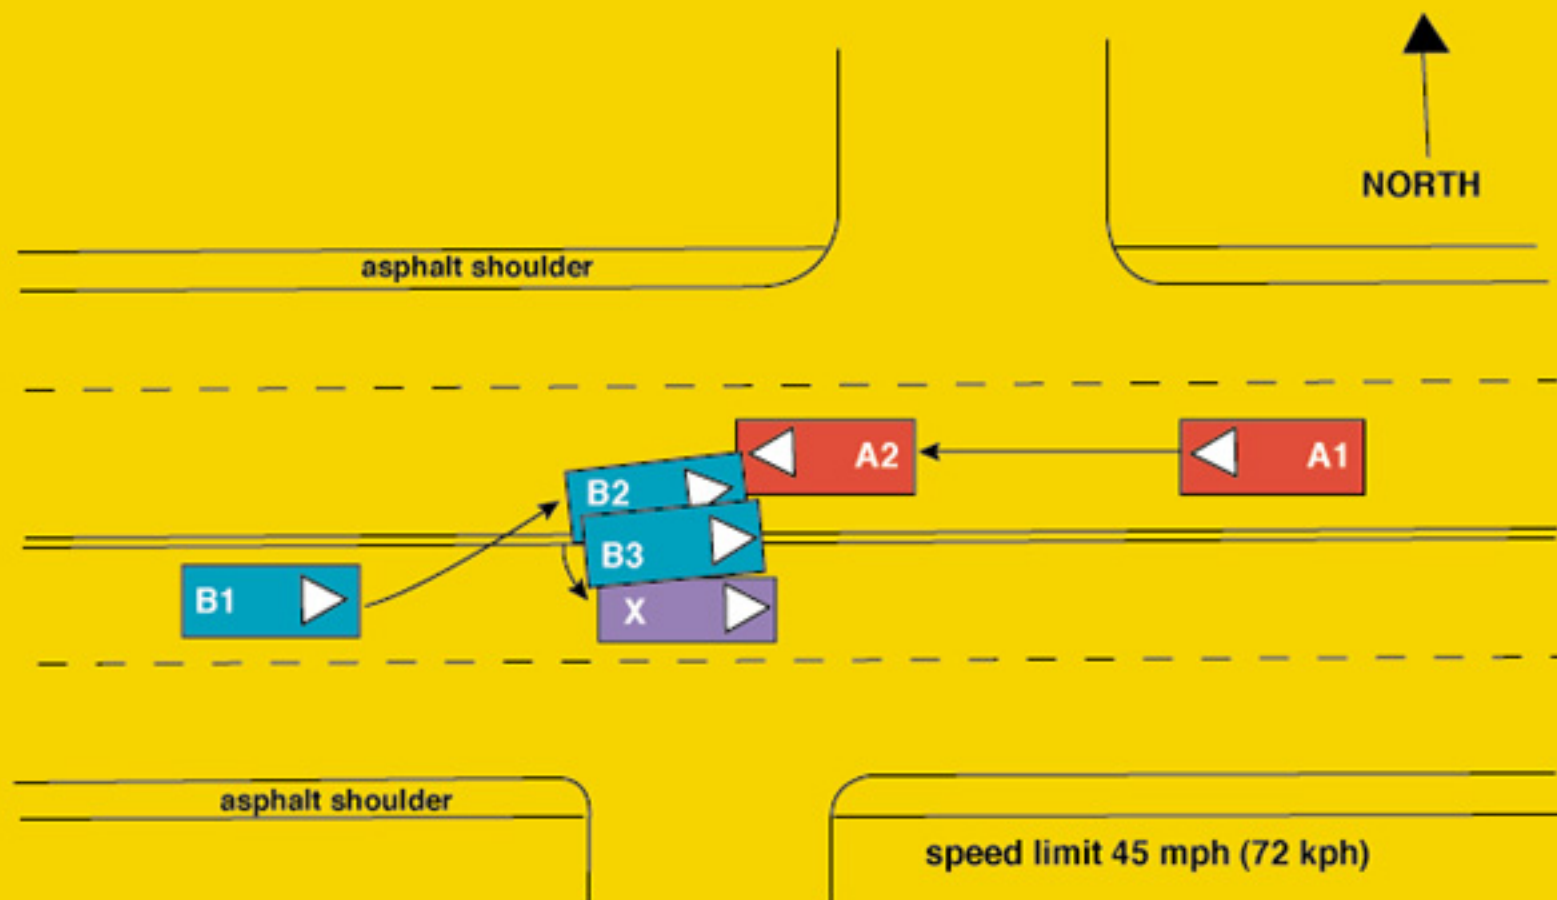 NORTH
asphalt shoulder
A2
A1
B2
B3
B1
X
asphalt shoulder
speed limit 45 mph (72 kph)